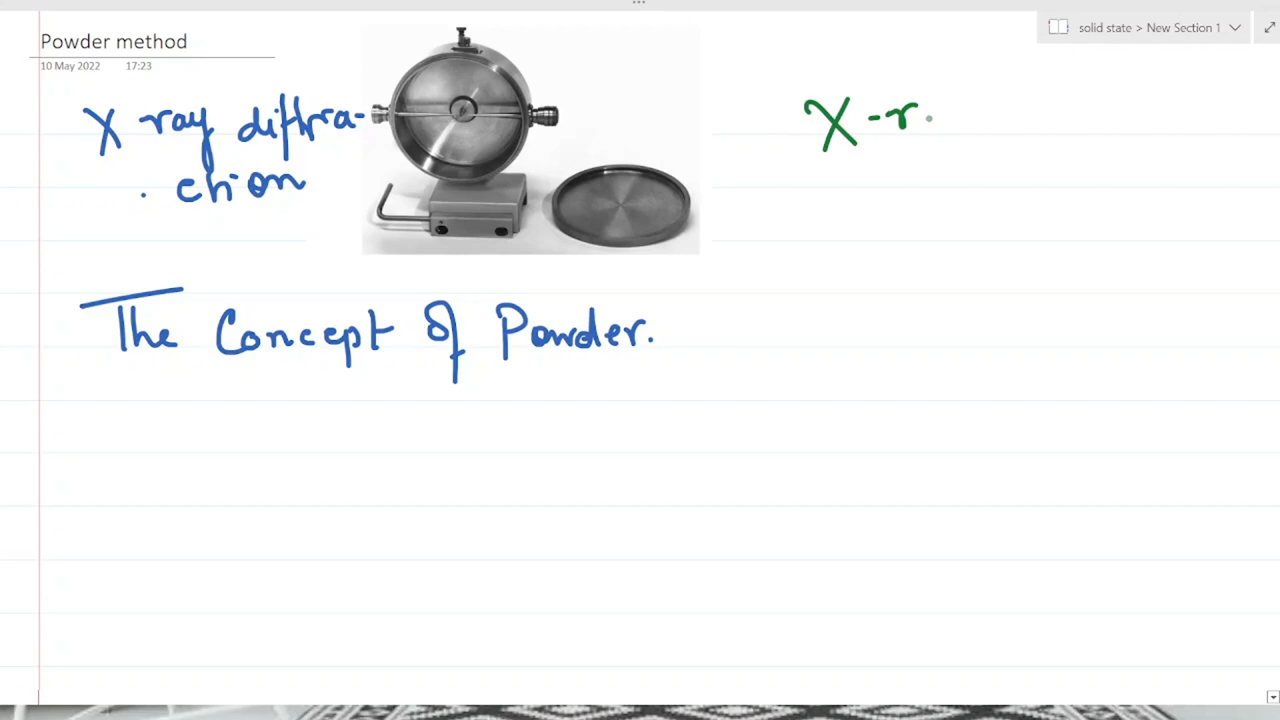 solid state > New Section 1
Powder method
10 May 2022 17:23
X ray diffra-
. ction
X-r
The Concept of Powder.